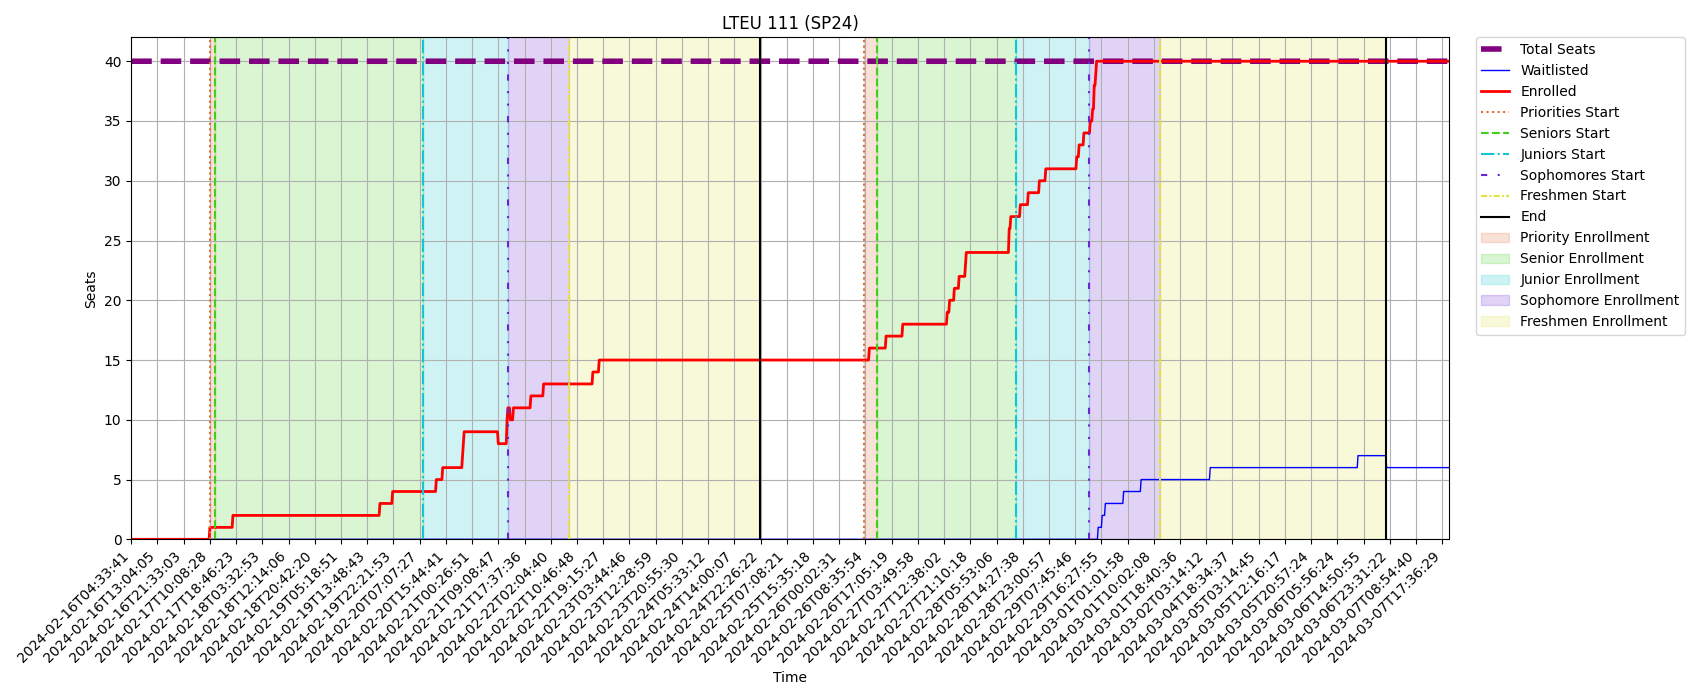 LTEU 111 (SP24)
Seats
40
35
30
25
20
15
10
5
0
2024-02-16T04:33:41
2024-02-16T13:04:05
2024-02-16T21:33:03
2024-02-17T10:08:28
2024-02-17T18:46:23
2024-02-18T03:32:53
2024-02-18T12:14:06
2024-02-18T20:42:20
2024-02-19T05:18:51
2024-02-19T13:48:43
2024-02-19T22:21:53
2024-02-20T07:07:27
2024-02-20T15:44:41
2024-02-21T00:26:51
2024-02-21T09:08:47
2024-02-21T17:37:36
2024-02-22T02:04:40
2024-02-22T10:46:48
2024-02-22T19:15:27
2024-02-23T03:44:46
2024-02-23T12:28:59
2024-02-23T20:55:30
2024-02-24T05:33:12
2024-02-24T14:00:07
2024-02-24T22:26:22
2024-02-25T07:08:21
2024-02-25T15:35:18
2024-02-26T00:02:31
2024-02-26T08:35:54
2024-02-26T17:05:19
2024-02-27T03:49:58
2024-02-27T12:38:02
2024-02-27T21:10:18
2024-02-28T05:53:06
2024-02-28T14:27:38
2024-02-28T23:00:57
2024-02-29T07:45:46
2024-02-29T16:27:55
2024-03-01T01:01:58
2024-03-01T10:02:08
2024-03-01T18:40:36
2024-03-02T03:14:12
2024-03-04T18:34:37
2024-03-05T03:14:45
2024-03-05T12:16:17
2024-03-05T20:57:24
2024-03-06T05:56:24
2024-03-06T14:50:55
2024-03-06T23:31:22
2024-03-07T08:54:40
2024-03-07T17:36:29
Time
Total Seats
Waitlisted
Enrolled
Priorities Start
Seniors Start
Juniors Start
Sophomores Start
Freshmen Start
End
Priority Enrollment
Senior Enrollment
Junior Enrollment
Sophomore Enrollment
Freshmen Enrollment